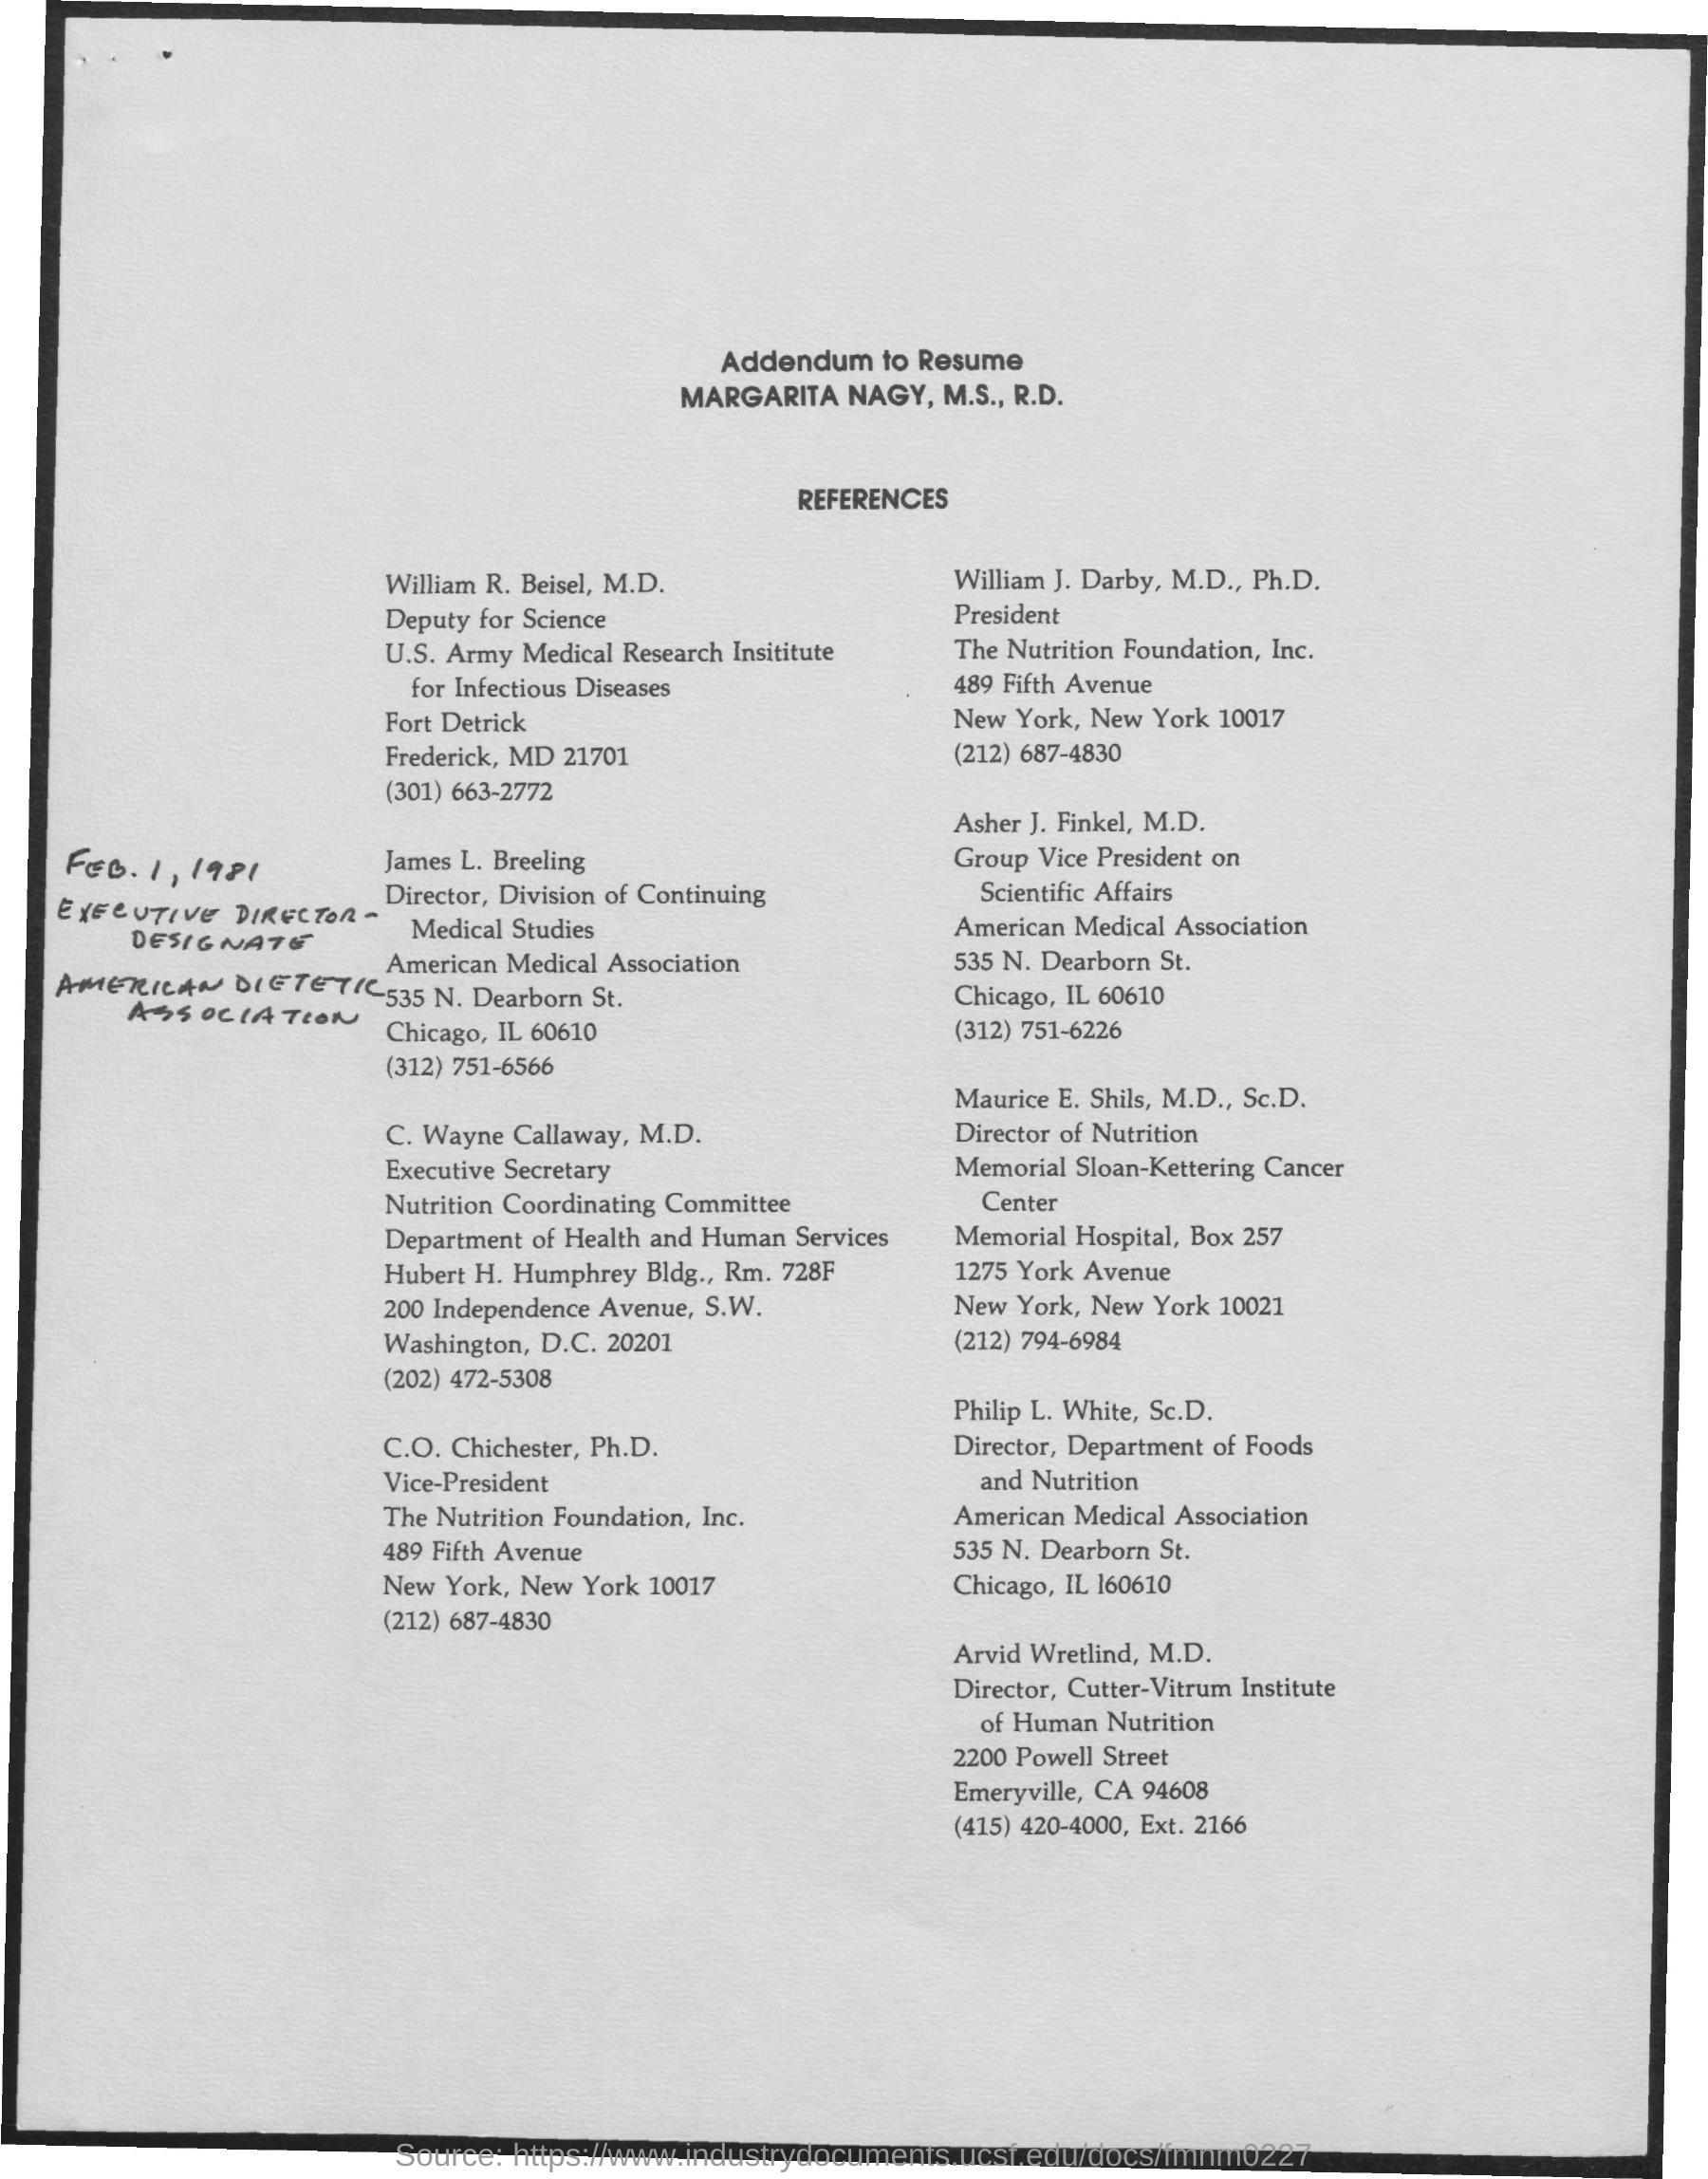 Addendum to Resume
MARGARITA NAGY, M.S., R.D.
REFERENCES
William R. Beisel, M.D.
Deputy for Science
U.S. Army Medical Research Insititute
for Infectious Diseases
Fort Detrick
Frederick, MD 21701
(301) 663-2772
FEB. 1, 1981
EXECUTIVE DIRECTOR-
DESIGNATE
AMERICAN DIETETIC
ASSOCIATION
James L. Breeling
Director, Division of Continuing
Medical Studies
American Medical Association
535 N. Dearborn St.
Chicago, IL 60610
(312) 751-6566
C. Wayne Callaway, M.D.
Executive Secretary
Nutrition Coordinating Committee
Department of Health and Human Services
Hubert H. Humphrey Bldg., Rm. 728F
200 Independence Avenue, S.W.
Washington, D.C. 20201
(202) 472-5308
C.O. Chichester, Ph.D.
Vice-President
The Nutrition Foundation, Inc.
489 Fifth Avenue
New York, New York 10017
(212) 687-4830
William J. Darby, M.D., Ph.D.
President
The Nutrition Foundation, Inc.
489 Fifth Avenue
New York, New York 10017
(212) 687-4830
Asher J. Finkel, M.D.
Group Vice President on
Scientific Affairs
American Medical Association
535 N. Dearborn St.
Chicago, IL 60610
(312) 751-6226
Maurice E. Shils, M.D., Sc.D.
Director of Nutrition
Memorial Sloan-Kettering Cancer
Center
Memorial Hospital, Box 257
1275 York Avenue
New York, New York 10021
(212) 794-6984
Philip L. White, Sc.D.
Director, Department of Foods
and Nutrition
American Medical Association
535 N. Dearborn St.
Chicago, IL 160610
Arvid Wretlind, M.D.
Director, Cutter-Vitrum Institute
of Human Nutrition
2200 Powell Street
Emeryville, CA 94608
(415) 420-4000, Ext. 2166
Source: https://www.industrydocuments.ucsf.edu/docs/fmnm0227